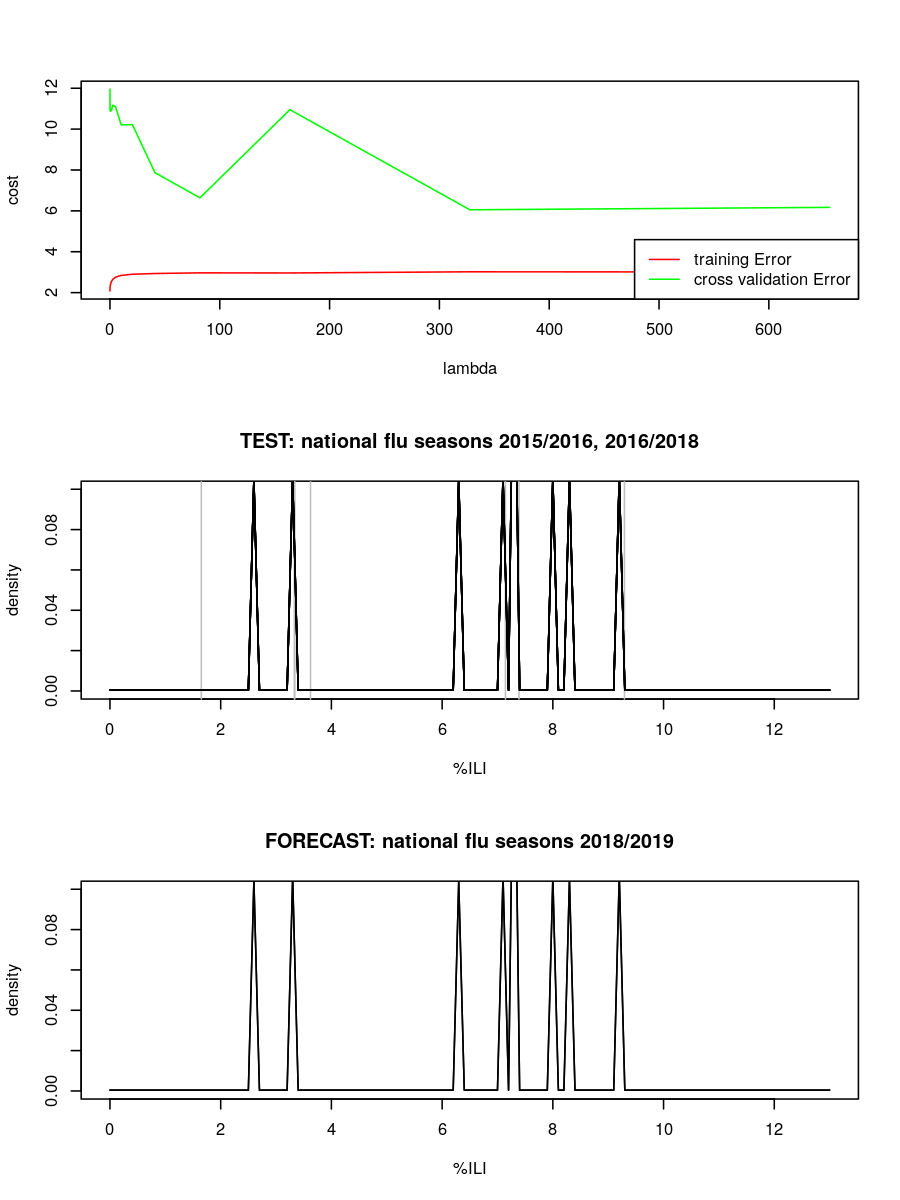 12
10
8
6
4
2
cost
training Error
cross validation Error
0 100 200 300 400 500 600
lambda
TEST: national flu seasons 2015/2016, 2016/2018
0.08
0.04
0.00
density
0 2 4 6 8 10 12
%ILI
FORECAST: national flu seasons 2018/2019
0.08
0.04
0.00
density
0 2 4 6 8 10 12
%ILI